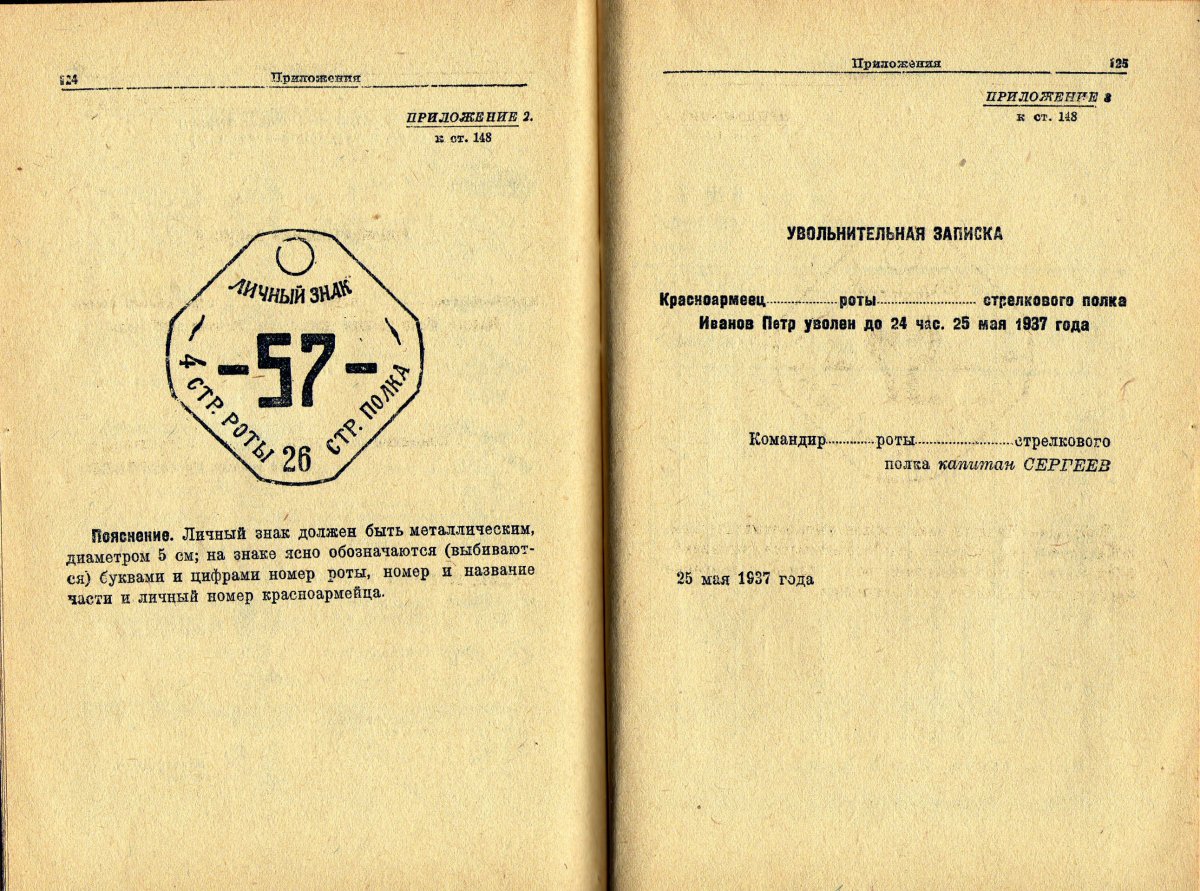 124 Приложения
ПРИЛОЖЕНИЕ 2.
к ст. 148
ЛИЧНЫЙ ЗНАК
-57-
4 СТР. РОТЫ 26 СТР. ПОЛКА
Пояснение. Личный знак должен быть металлическим,
диаметром 5 см; на знаке ясно обозначаются (выбивают-
ся) буквами и цифрами номер роты, номер и название
части и личный номер красноармейца.
Приложения 125
ПРИЛОЖЕНИЕ 3
к ст. 148
УВОЛЬНИТЕЛЬНАЯ ЗАПИСКА
Красноармеец..............роты.................... стрелкового полка
Иванов Петр уволен до 24 час. 25 мая 1937 года
Командир...........роты.....................стрелкового
полка капитан СЕРГЕЕВ
25 мая 1937 года